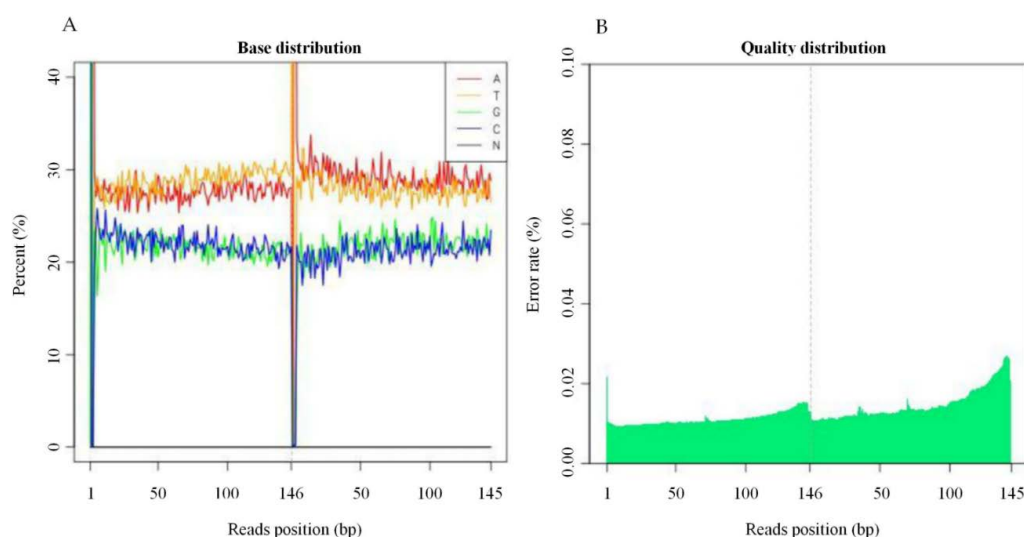 A
Base distribution
Percent (%)
40
30
20
10
0
A
T
G
C
N
1 50 100 146 50 100 145
Reads position (bp)
B
Quality distribution
Error rate (%)
0.10
0.08
0.06
0.04
0.02
0.00
1 50 100 146 50 100 145
Reads position (bp)